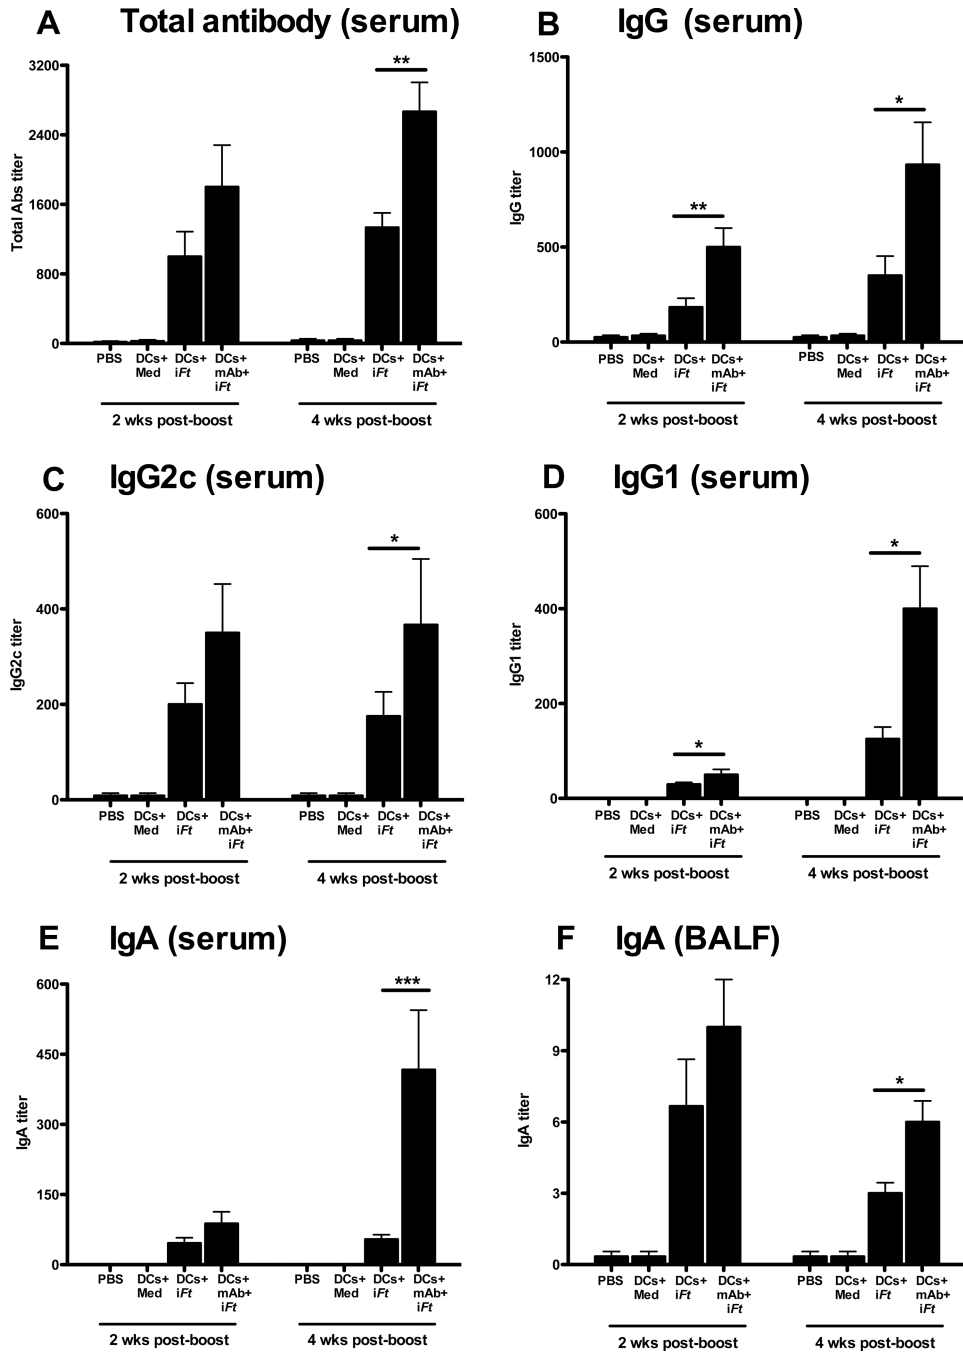 A Total antibody (serum)
3200
2400
1600
800
0
Total Abs titer
**
PBS DCs+ DCs+ DCs+ PBS DCs+ DCs+ DCs+
Med iFt mAb+ Med iFt mAb+
iFt iFt
2 wks post-boost 4 wks post-boost
B IgG (serum)
1500
1000
500
0
IgG titer
**
*
PBS DCs+ DCs+ DCs+ PBS DCs+ DCs+ DCs+
Med iFt mAb+ Med iFt mAb+
iFt iFt
2 wks post-boost 4 wks post-boost
C IgG2c (serum)
600
400
200
0
IgG2c titer
*
PBS DCs+ DCs+ DCs+ PBS DCs+ DCs+ DCs+
Med iFt mAb+ Med iFt mAb+
iFt iFt
2 wks post-boost 4 wks post-boost
D IgG1 (serum)
600
400
200
0
IgG1 titer
*
*
PBS DCs+ DCs+ DCs+ PBS DCs+ DCs+ DCs+
Med iFt mAb+ Med iFt mAb+
iFt iFt
2 wks post-boost 4 wks post-boost
E IgA (serum)
600
450
300
150
0
IgA titer
***
PBS DCs+ DCs+ DCs+ PBS DCs+ DCs+ DCs+
Med iFt mAb+ Med iFt mAb+
iFt iFt
2 wks post-boost 4 wks post-boost
F IgA (BALF)
12
9
6
3
0
IgA titer
*
PBS DCs+ DCs+ DCs+ PBS DCs+ DCs+ DCs+
Med iFt mAb+ Med iFt mAb+
iFt iFt
2 wks post-boost 4 wks post-boost